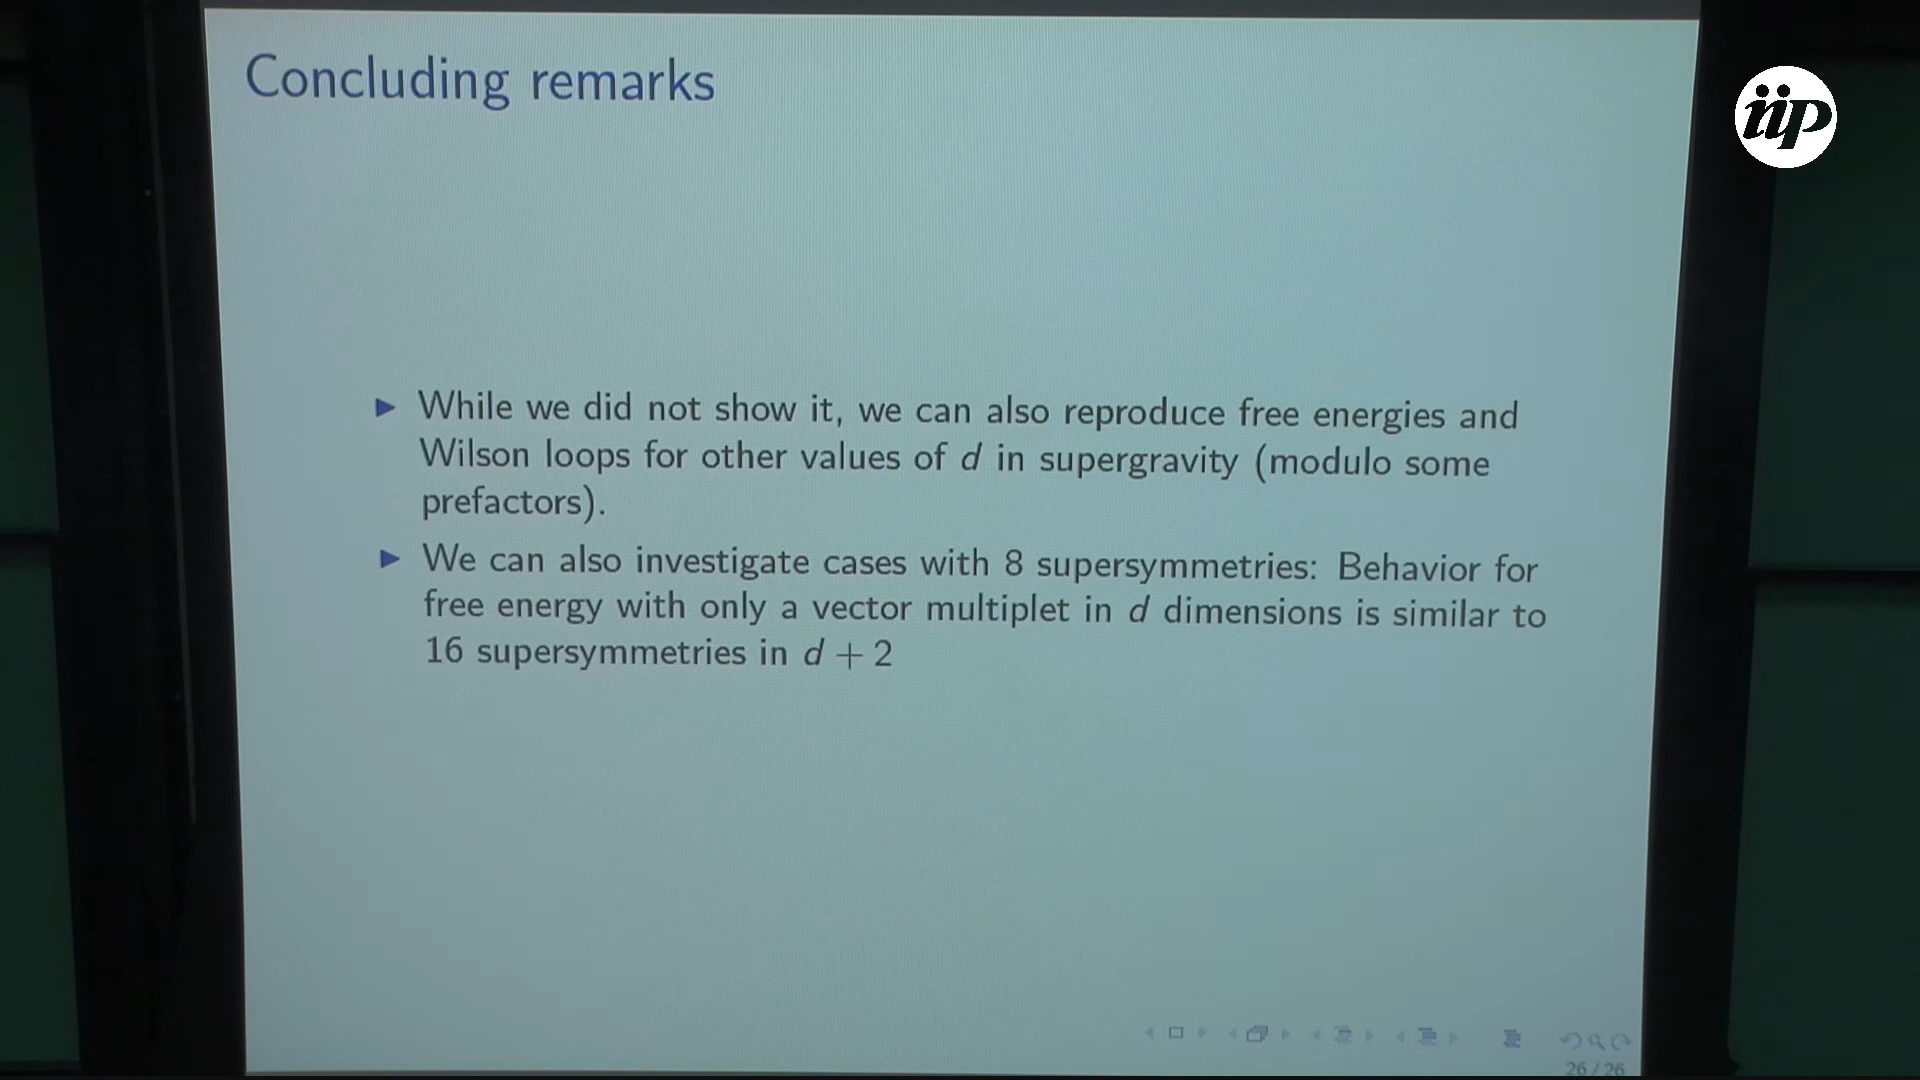 Concluding remarks
iip
▶ While we did not show it, we can also reproduce free energies and
Wilson loops for other values of d in supergravity (modulo some
prefactors).
▶ We can also investigate cases with 8 supersymmetries: Behavior for
free energy with only a vector multiplet in d dimensions is similar to
16 supersymmetries in d + 2
26 / 26